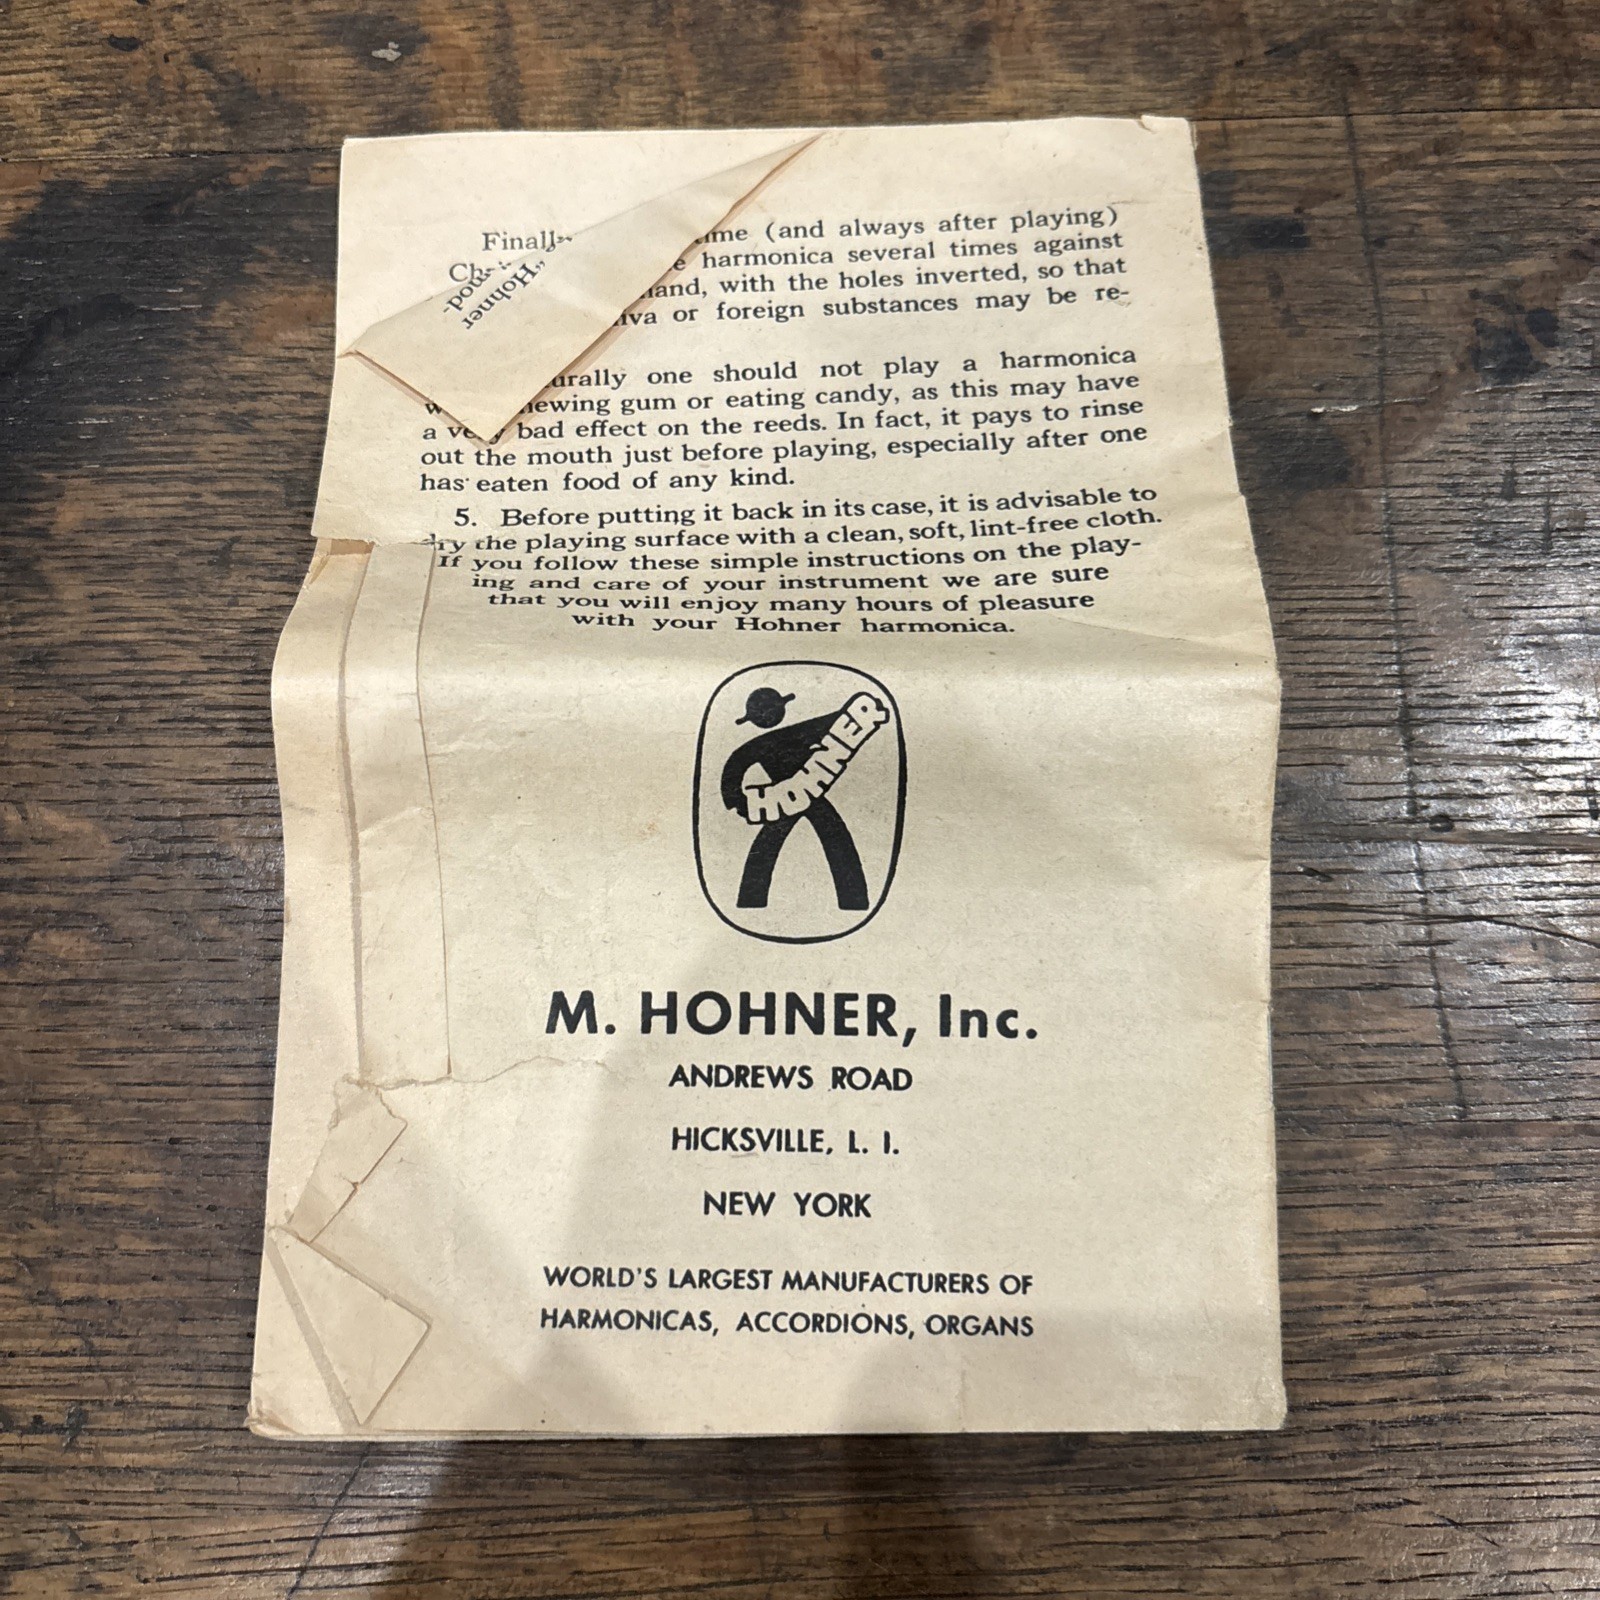 (and always after playing)
harmonica several times against
with the holes inverted, so that
or foreign substances may be re-
"Hohner
Hohner
one should not play a harmonica
gum or eating candy, as this may have
a bad effect on the reeds. In fact, it pays to rinse
out the mouth just before playing, especially after one
has eaten food of any kind.
5. Before putting it back in its case, it is advisable to
dry the playing surface with a clean, soft, lint-free cloth.
If you follow these simple instructions on the play-
ing and care of your instrument we are sure
that you will enjoy many hours of pleasure
with your Hohner harmonica.
HOHNER
M. HOHNER, Inc.
ANDREWS ROAD
HICKSVILLE, L. I.
NEW YORK
WORLD'S LARGEST MANUFACTURERS OF
HARMONICAS, ACCORDIONS, ORGANS